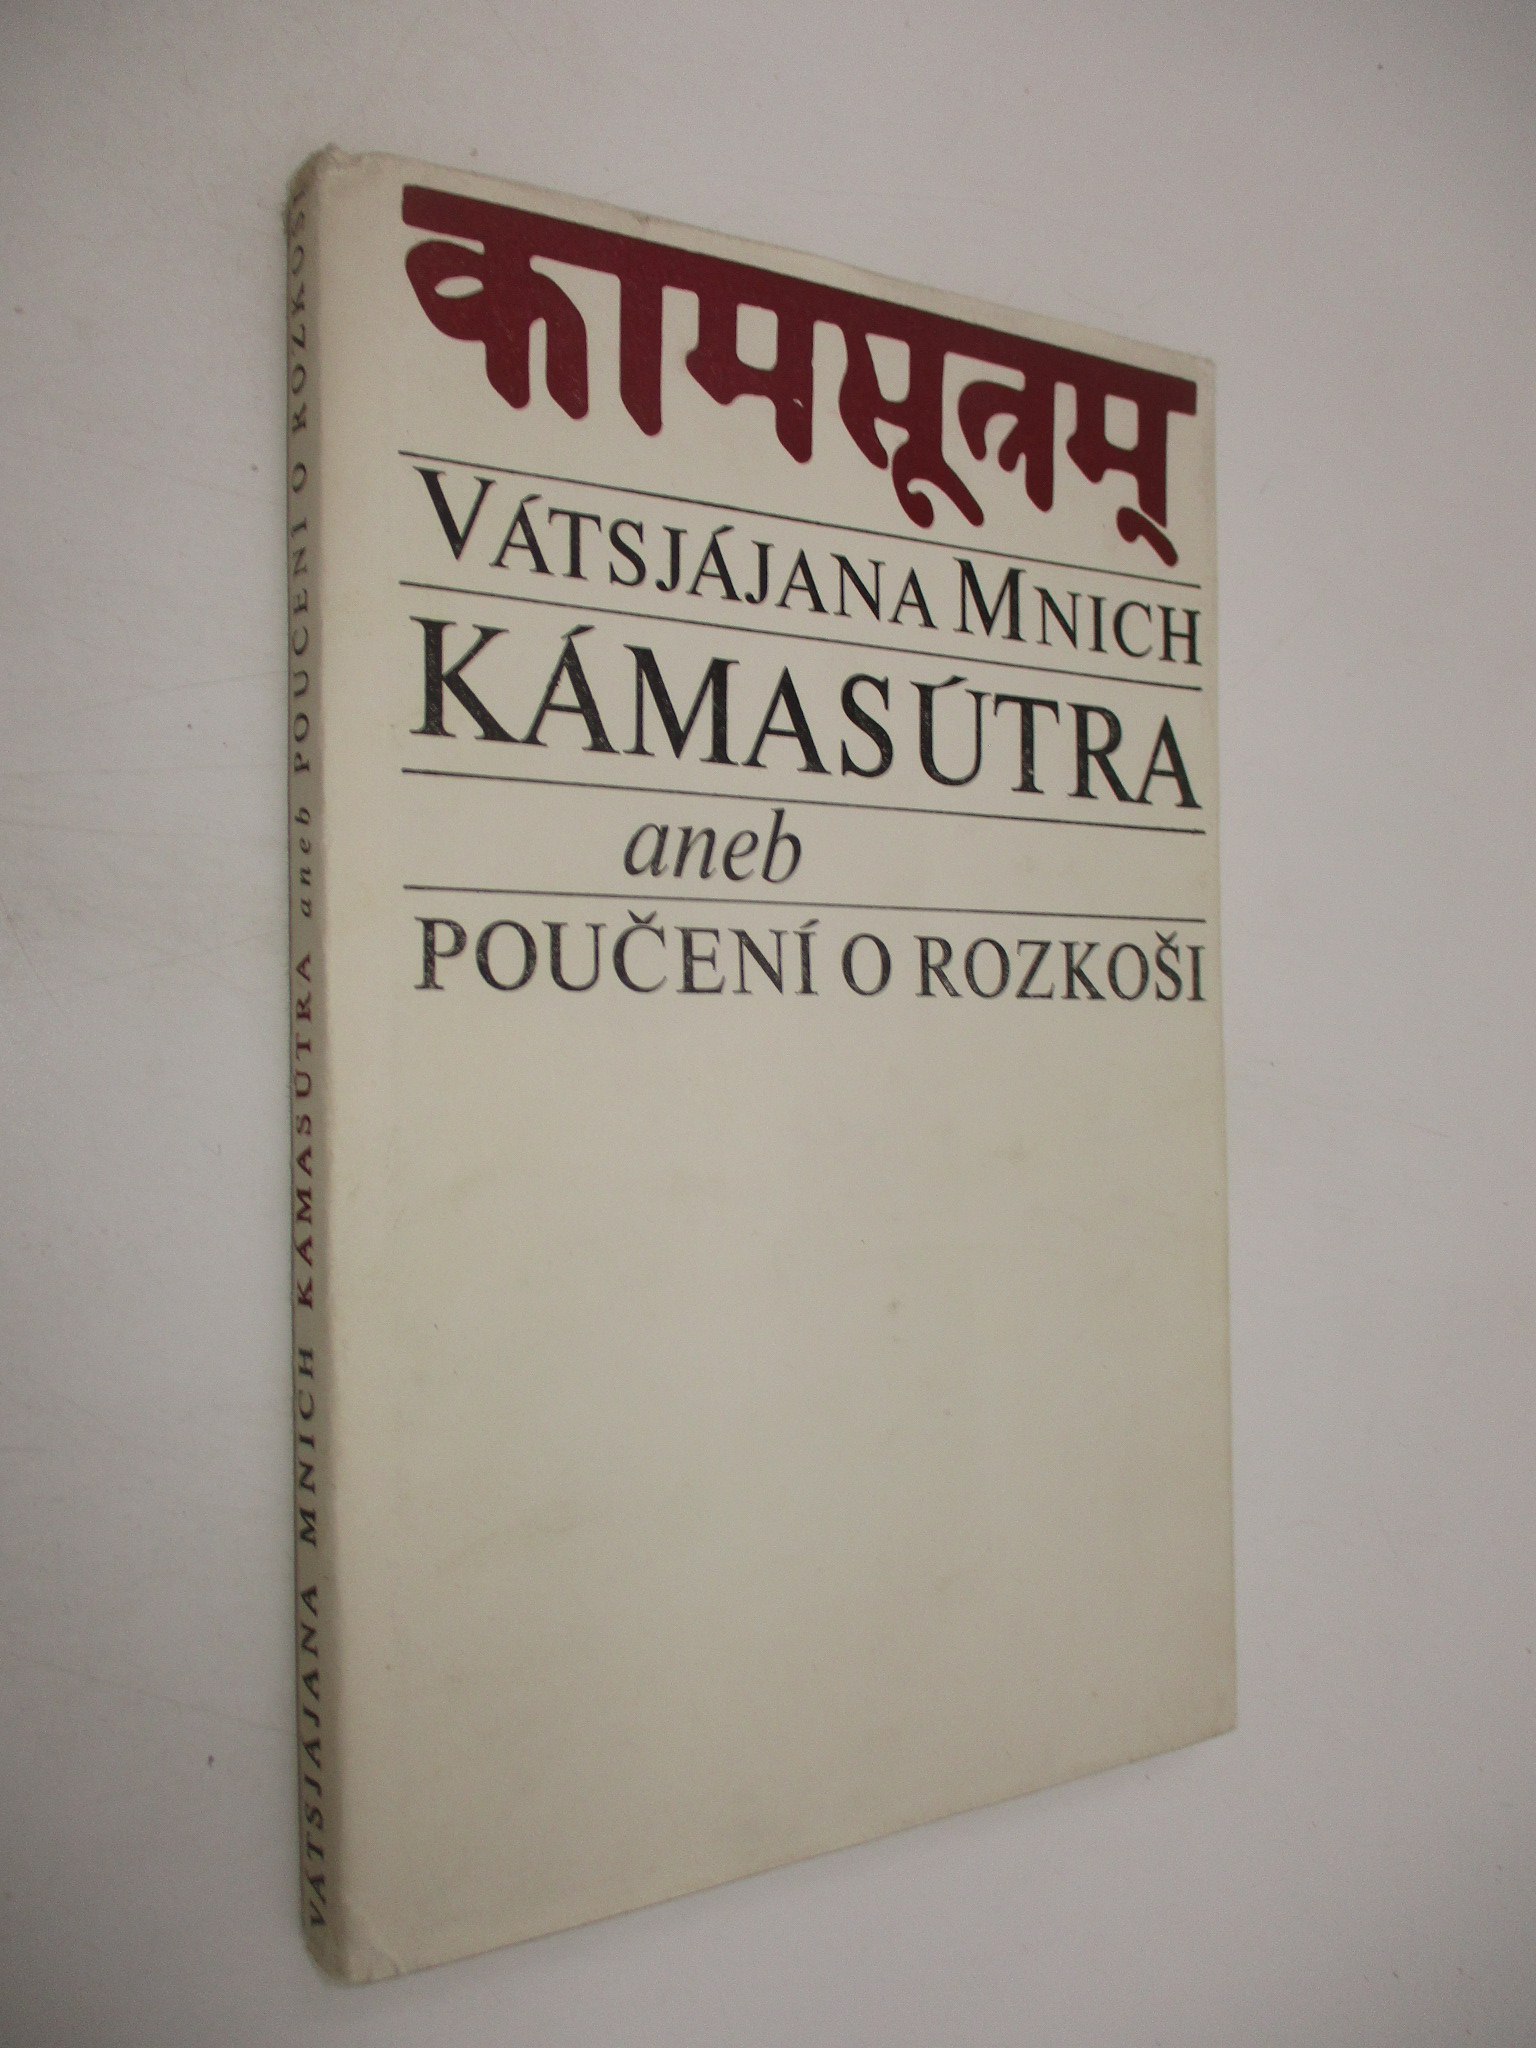 कामसूत्रम्
VÁTSJÁJANA MNICH
KÁMASÚTRA
aneb
POUČENÍ O ROZKOŠI
VÁTSJÁJANA MNICH KÁMASÚTRA aneb POUČENÍ O ROZKOŠI